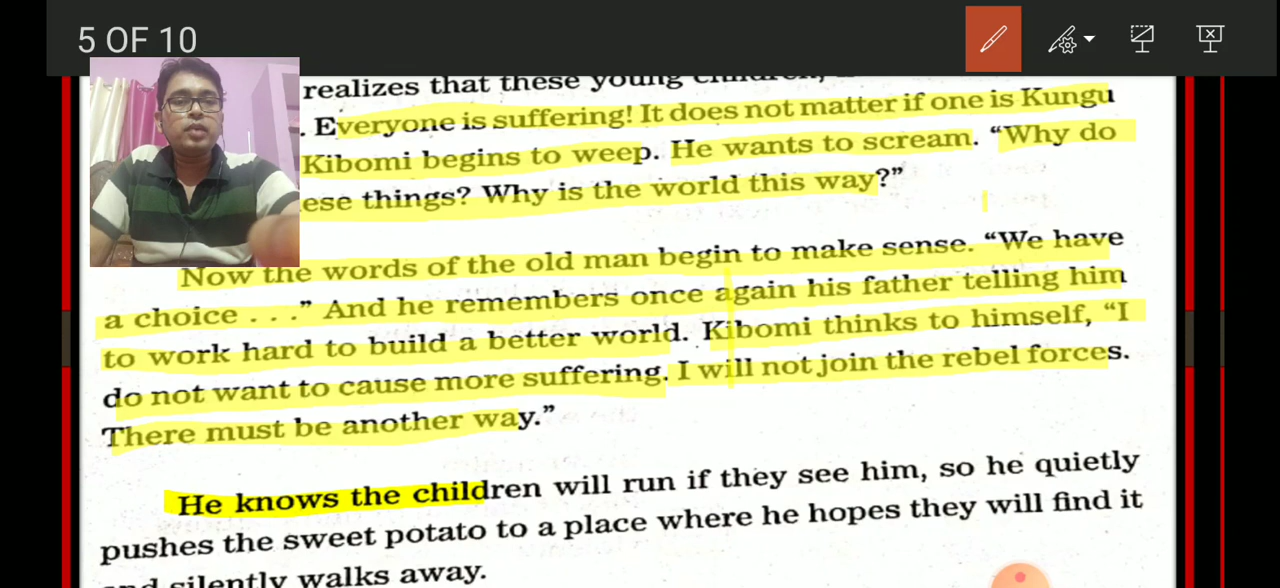 5 OF 10
realizes that these young children,
. Everyone is suffering! It does not matter if one is Kungu
Kibomi begins to weep. He wants to scream. “Why do
ese things? Why is the world this way?”
Now the words of the old man begin to make sense. “We have
a choice . . .” And he remembers once again his father telling him
to work hard to build a better world. Kibomi thinks to himself, “I
do not want to cause more suffering. I will not join the rebel forces.
There must be another way.”
He knows the children will run if they see him, so he quietly
pushes the sweet potato to a place where he hopes they will find it
and silently walks away.